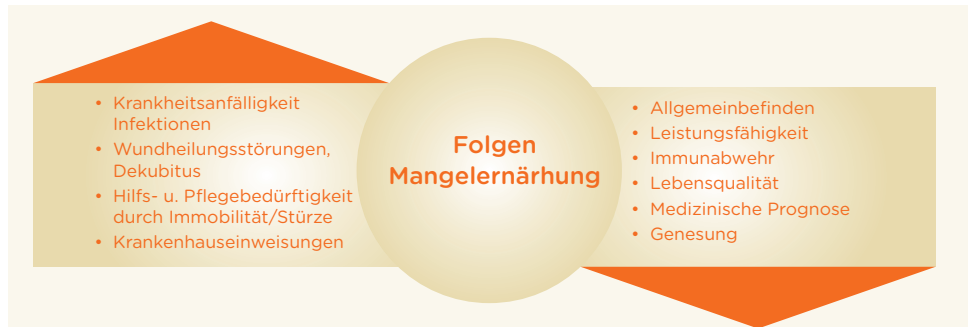 • Krankheitsanfälligkeit
Infektionen
• Wundheilungsstörungen,
Dekubitus
• Hilfs- u. Pflegebedürftigkeit
durch Immobilität/Stürze
• Krankenhauseinweisungen
Folgen
Mangelernärhung
• Allgemeinbefinden
• Leistungsfähigkeit
• Immunabwehr
• Lebensqualität
• Medizinische Prognose
• Genesung